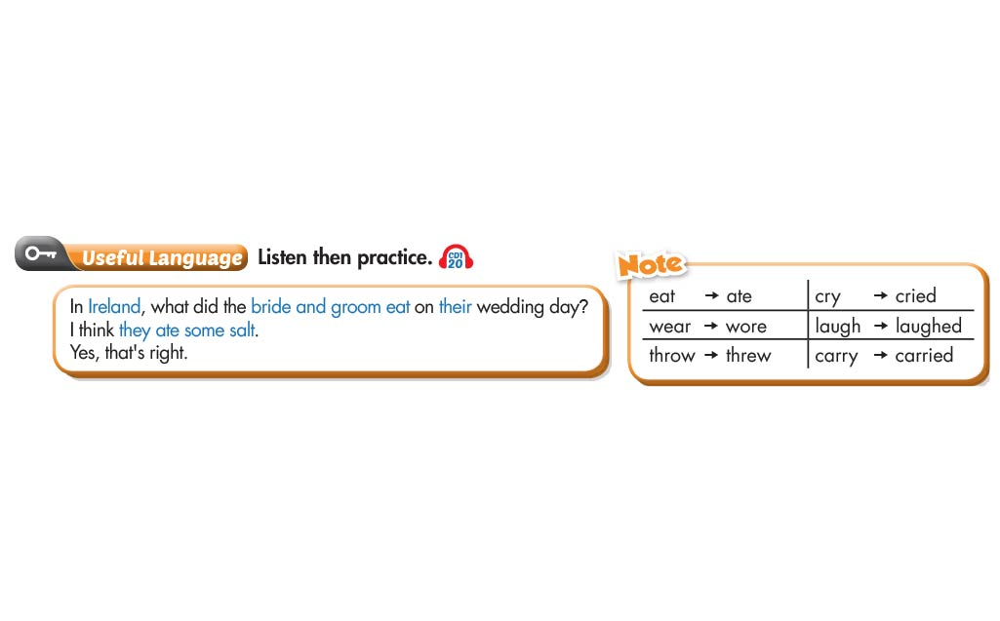 Useful Language Listen then practice. CD1 20
In Ireland, what did the bride and groom eat on their wedding day?
I think they ate some salt.
Yes, that's right.
Note
eat → ate cry → cried
wear → wore laugh → laughed
throw → threw carry → carried